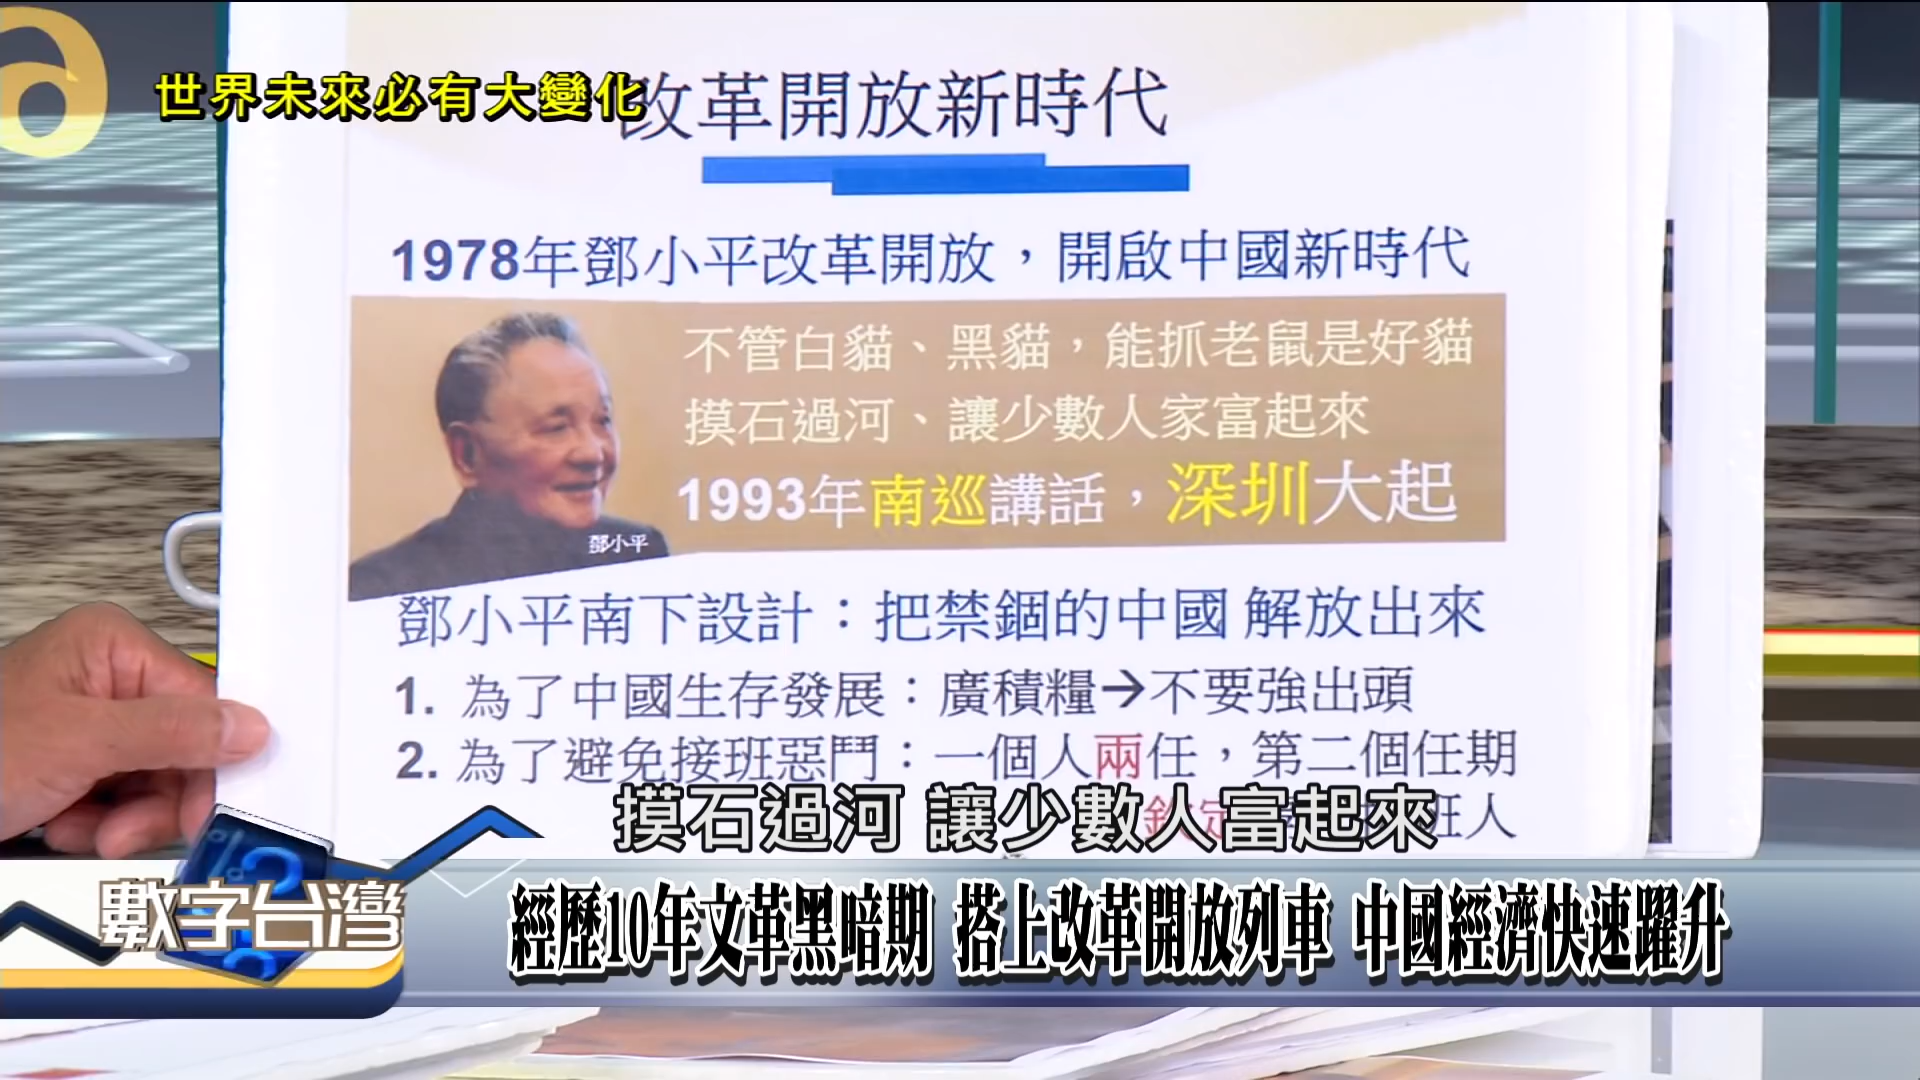 世界未來必有大變化
改革開放新時代
1978年鄧小平改革開放，開啟中國新時代
不管白貓、黑貓，能抓老鼠是好貓
摸石過河、讓少數人家富起來
1993年南巡講話，深圳大起
鄧小平
鄧小平南下設計：把禁錮的中國 解放出來
1. 為了中國生存發展：廣積糧→不要強出頭
2. 為了避免接班惡鬥：一個人兩任，第二個任期
欽定 班人
摸石過河 讓少數人富起來
數字台灣
經歷10年文革黑暗期 搭上改革開放列車 中國經濟快速躍升